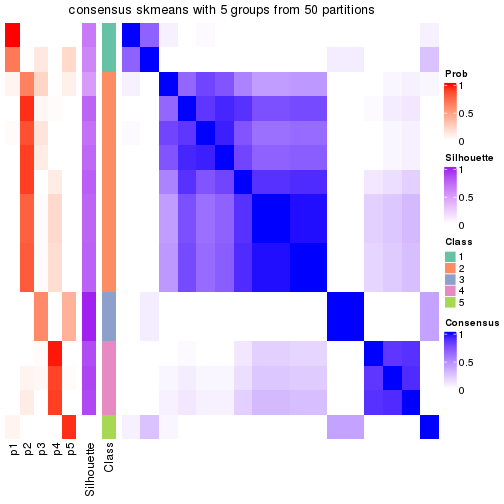 consensus skmeans with 5 groups from 50 partitions
Prob
1
0.5
0
Silhouette
1
0.5
0
Class
1
2
3
4
5
Consensus
1
0.5
0
p1
p2
p3
p4
p5
Silhouette
Class